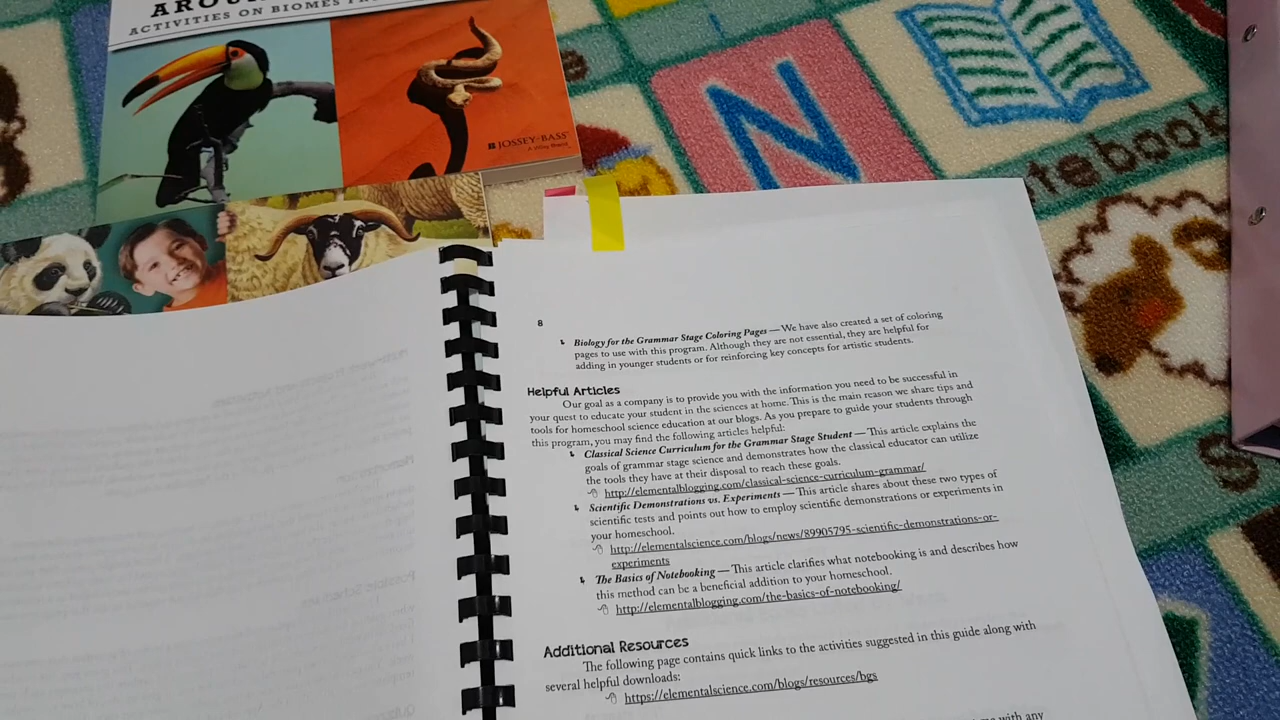 ACTIVITIES ON BIOMES
JOSSEY-BASS
A Wiley Brand
N
tebook
S
8
Biology for the Grammar Stage Coloring Pages — We have also created a set of coloring
pages to use with this program. Although they are not essential, they are helpful for
adding in younger students or for reinforcing key concepts for artistic students.
Helpful Articles
Our goal as a company is to provide you with the information you need to be successful in
your quest to educate your student in the sciences at home. This is the main reason we share tips and
tools for homeschool science education at our blogs. As you prepare to guide your students through
this program, you may find the following articles helpful:
Classical Science Curriculum for the Grammar Stage Student — This article explains the
goals of grammar stage science and demonstrates how the classical educator can utilize
the tools they have at their disposal to reach these goals.
http://elementalblogging.com/classical-science-curriculum-grammar/
Scientific Demonstrations vs. Experiments — This article shares about these two types of
scientific tests and points out how to employ scientific demonstrations or experiments in
your homeschool.
http://elementalscience.com/blogs/news/89905795-scientific-demonstrations-or-
experiments
The Basics of Notebooking — This article clarifies what notebooking is and describes how
this method can be a beneficial addition to your homeschool.
http://elementalblogging.com/the-basics-of-notebooking/
Additional Resources
The following page contains quick links to the activities suggested in this guide along with
several helpful downloads:
https://elementalscience.com/blogs/resources/bgs
with any